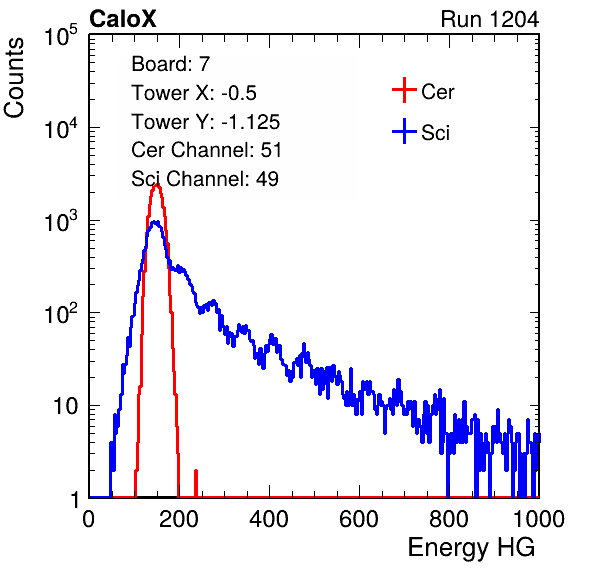 CaloX Run 1204
Counts
Board: 7
Tower X: -0.5
Tower Y: -1.125
Cer Channel: 51
Sci Channel: 49
Cer
Sci
10^5
10^4
10^3
10^2
10
1
0 200 400 600 800 1000
Energy HG